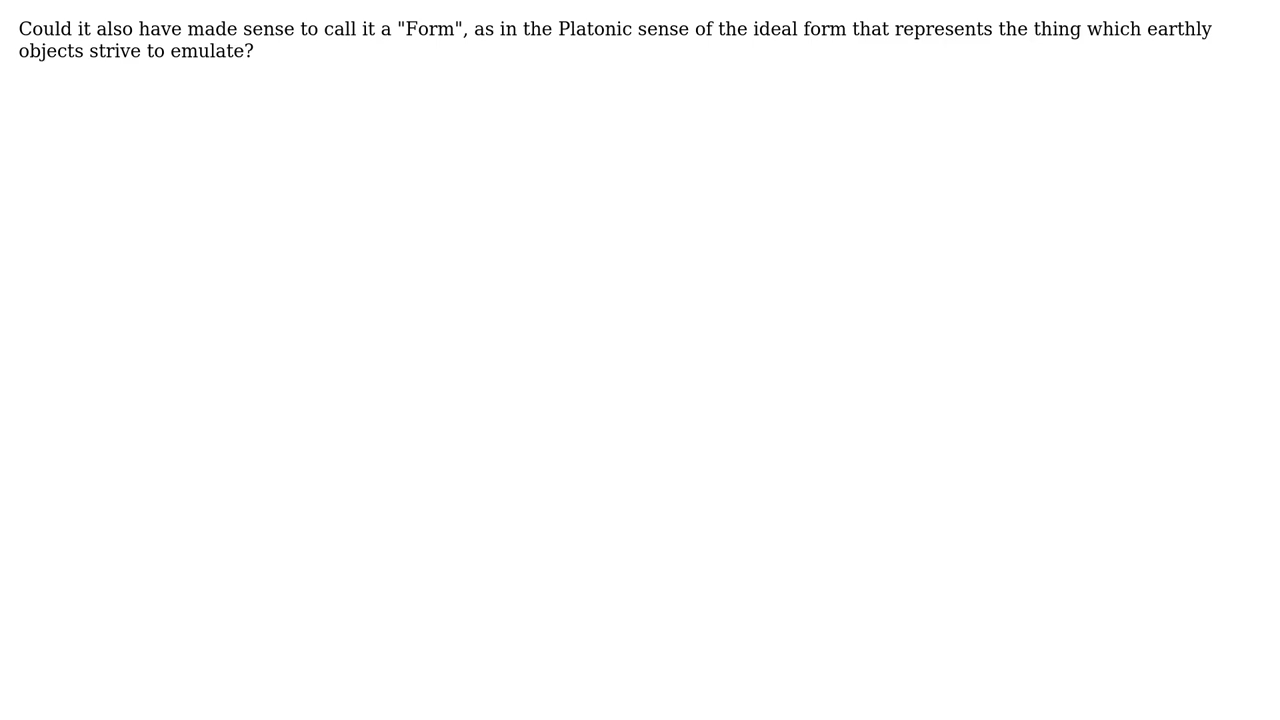 Could it also have made sense to call it a "Form", as in the Platonic sense of the ideal form that represents the thing which earthly
objects strive to emulate?